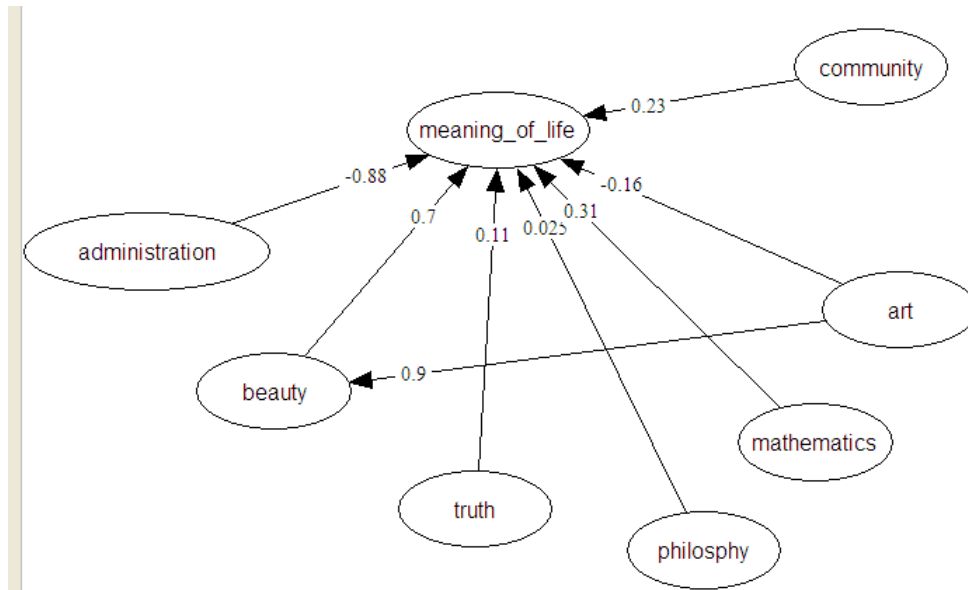 community
0.23
meaning_of_life
-0.88
-0.16
0.7
0.11
0.025
0.31
administration
art
0.9
beauty
mathematics
truth
philosphy